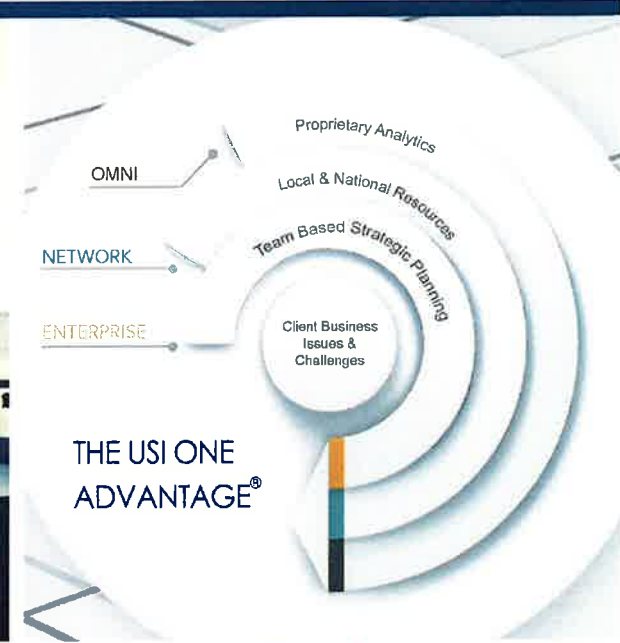 Proprietary Analytics
OMNI
Local & National Resources
Team Based Strategic Planning
NETWORK
ENTERPRISE
Client Business
Issues &
Challenges
THE USI ONE
ADVANTAGE®